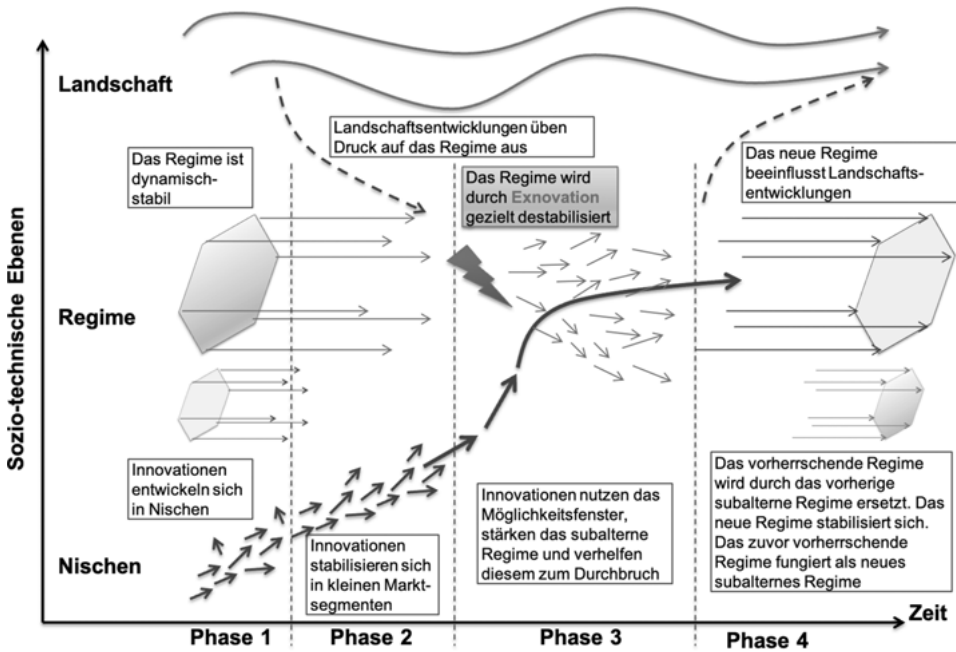 Sozio-technische Ebenen
Landschaft
Landschaftsentwicklungen üben
Druck auf das Regime aus
Das Regime ist
dynamisch-
stabil
Das Regime wird
durch Exnovation
gezielt destabilisiert
Das neue Regime
beeinflusst Landschafts-
entwicklungen
Regime
Innovationen
entwickeln sich
in Nischen
Innovationen
stabilisieren sich
in kleinen Markt-
segmenten
Innovationen nutzen das
Möglichkeitsfenster,
stärken das subalterne
Regime und verhelfen
diesem zum Durchbruch
Das vorherrschende Regime
wird durch das vorherige
subalterne Regime ersetzt. Das
neue Regime stabilisiert sich.
Das zuvor vorherrschende
Regime fungiert als neues
subalternes Regime
Nischen
Zeit
Phase 1
Phase 2
Phase 3
Phase 4